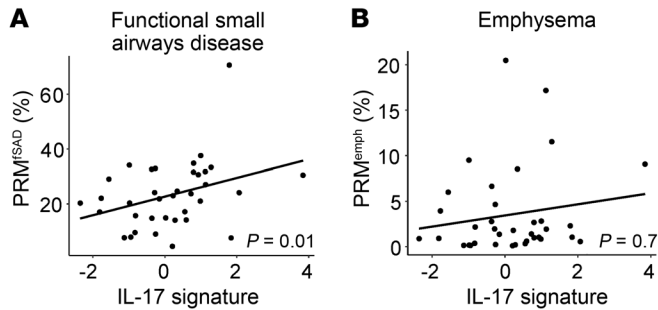 A
Functional small
airways disease
PRM^fSAD (%)
60
40
20
P = 0.01
-2 0 2 4
IL-17 signature
B
Emphysema
PRM^emph (%)
20
15
10
5
0
P = 0.7
-2 0 2 4
IL-17 signature